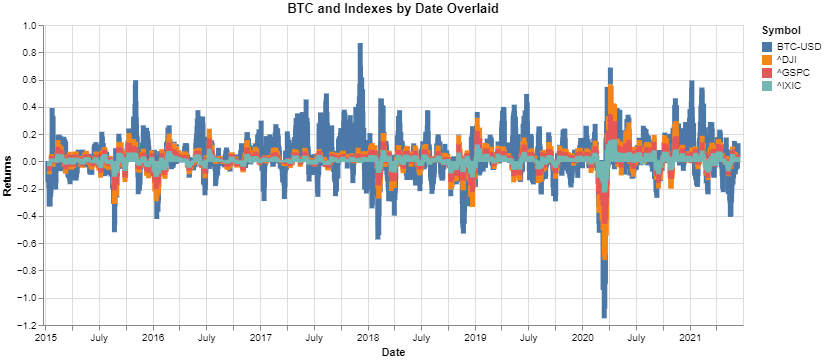 BTC and Indexes by Date Overlaid
Symbol
BTC-USD
^DJI
^GSPC
^IXIC
Returns
1.0
0.8
0.6
0.4
0.2
0.0
−0.2
−0.4
−0.6
−0.8
−1.0
−1.2
2015 July 2016 July 2017 July 2018 July 2019 July 2020 July 2021
Date